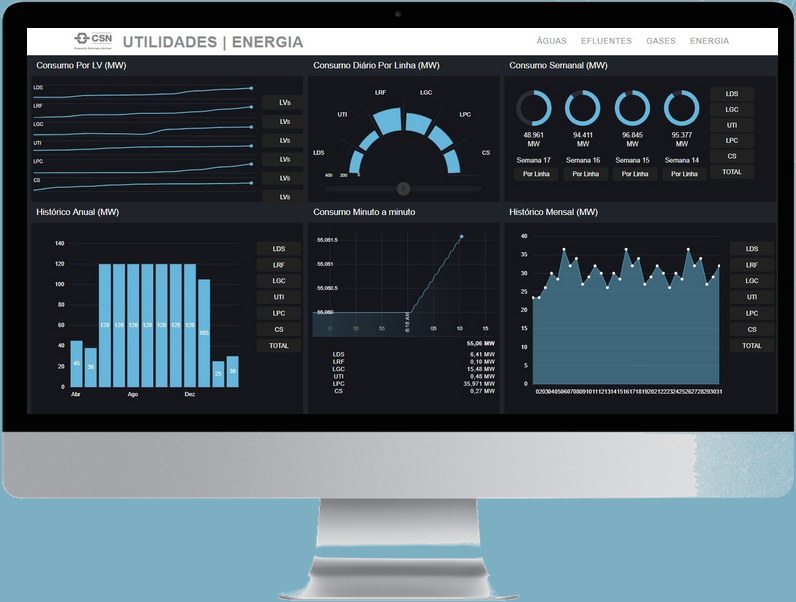 CSN
UTILIDADES | ENERGIA
ÁGUAS EFLUENTES GASES ENERGIA
Consumo Por LV (MW)
LDS
LRF
LGC
UTI
LPC
CS
LVs
LVs
LVs
LVs
LVs
LVs
Consumo Diário Por Linha (MW)
LDS
UTI
LRF
LGC
LPC
CS
400 200 0
Consumo Semanal (MW)
48.961 94.411 96.845 95.377
MW MW MW MW
Semana 17 Semana 16 Semana 15 Semana 14
Por Linha Por Linha Por Linha Por Linha
LDS
LGC
UTI
LPC
CS
TOTAL
Histórico Anual (MW)
140
120
100
80
60
40
20
0
45 38 120 120 120 120 120 120 120 105 25 30
Abr Ago Dez
LDS
LRF
LGC
UTI
LPC
CS
TOTAL
Consumo Minuto a minuto
55,061.5
55,061
55,060.5
55,060
45 50 55 8:16 AM 05 10 15
55,06 MW
LDS 6,41 MW
LRF 0,10 MW
LGC 15,48 MW
UTI 0,48 MW
LPC 35,971 MW
CS 0,27 MW
Histórico Mensal (MW)
40
35
30
25
20
15
10
5
0
020304050607080910111213141516171819202122232425262728293031
LDS
LRF
LGC
UTI
LPC
CS
TOTAL